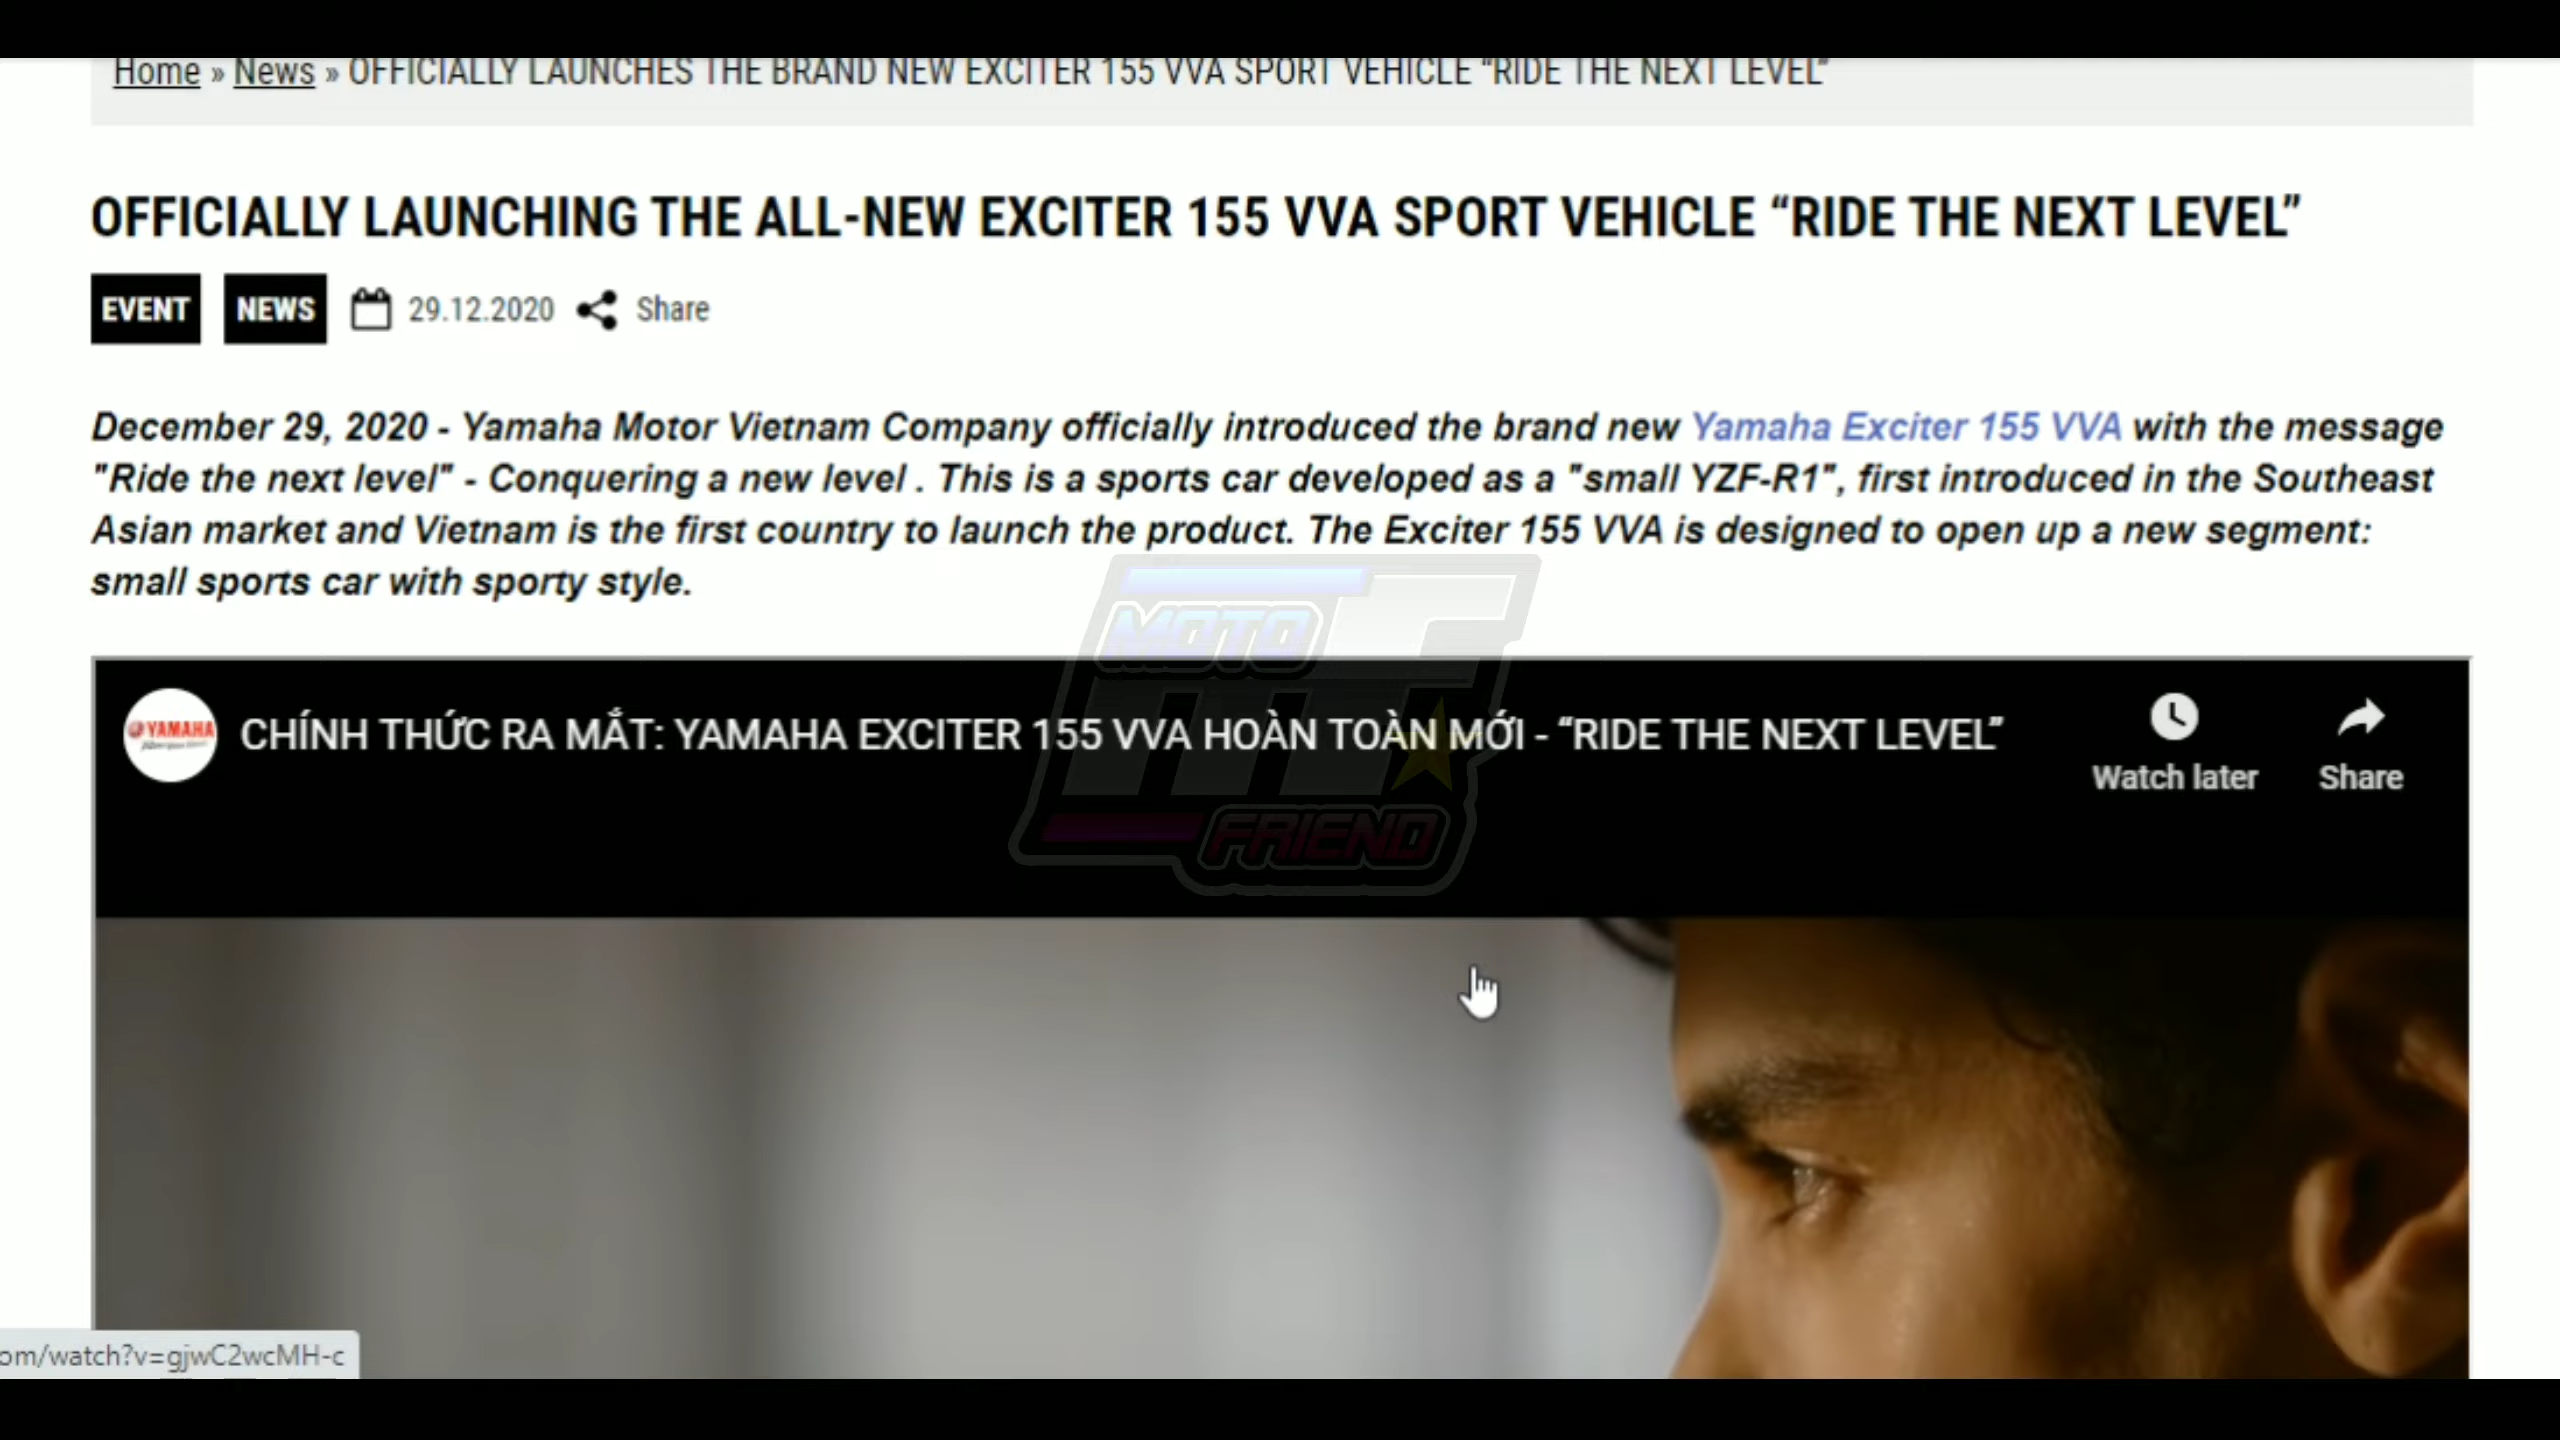 Home » News » OFFICIALLY LAUNCHES THE BRAND NEW EXCITER 155 VVA SPORT VEHICLE “RIDE THE NEXT LEVEL”
OFFICIALLY LAUNCHING THE ALL-NEW EXCITER 155 VVA SPORT VEHICLE “RIDE THE NEXT LEVEL”
EVENT NEWS 29.12.2020 Share
December 29, 2020 - Yamaha Motor Vietnam Company officially introduced the brand new Yamaha Exciter 155 VVA with the message
"Ride the next level" - Conquering a new level . This is a sports car developed as a "small YZF-R1", first introduced in the Southeast
Asian market and Vietnam is the first country to launch the product. The Exciter 155 VVA is designed to open up a new segment:
small sports car with sporty style.
MOTO
YAMAHA CHÍNH THỨC RA MẮT: YAMAHA EXCITER 155 VVA HOÀN TOÀN MỚI - “RIDE THE NEXT LEVEL”
Watch later Share
FRIEND
om/watch?v=gjwC2wcMH-c